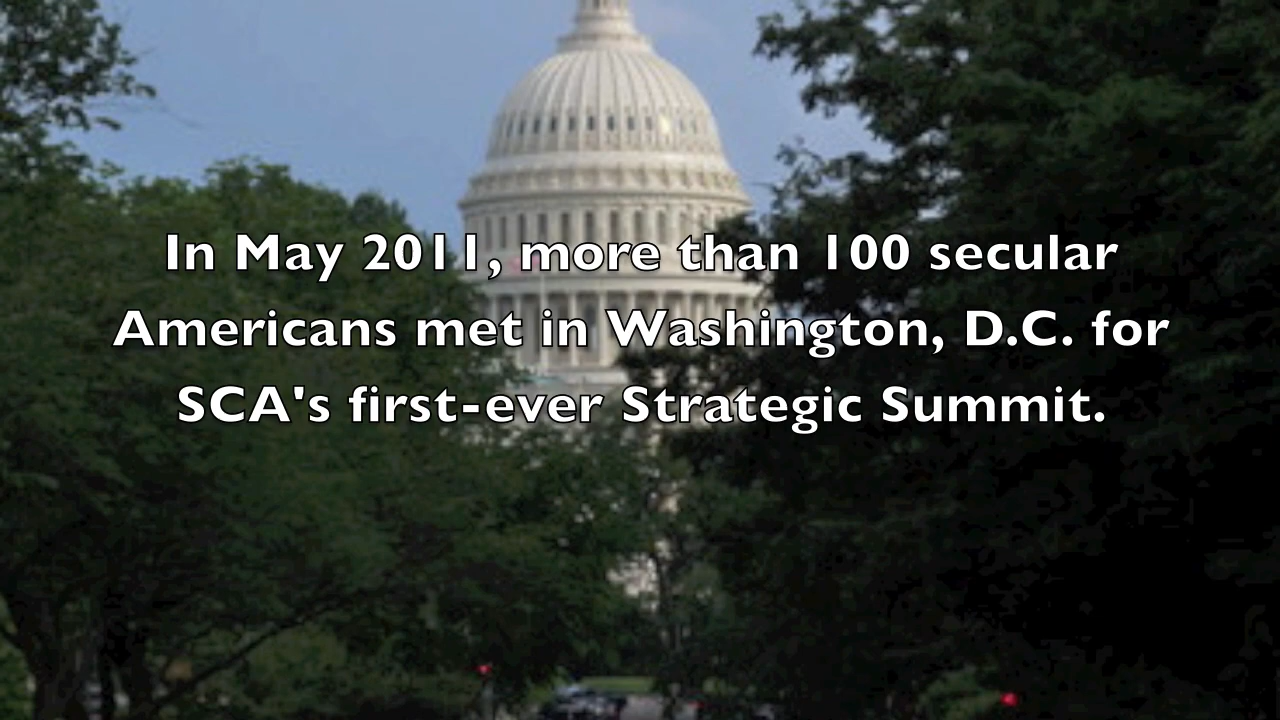 In May 2011, more than 100 secular
Americans met in Washington, D.C. for
SCA's first-ever Strategic Summit.